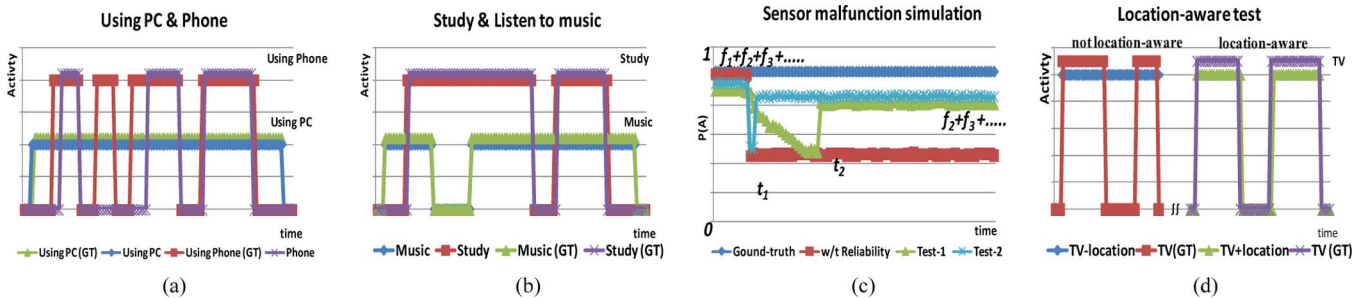 Using PC & Phone
Activty
Using Phone
Using PC
time
Using PC (GT) Using PC Using Phone (GT) Phone
(a)
Study & Listen to music
Activty
Study
Music
time
Music Study Music (GT) Study (GT)
(b)
Sensor malfunction simulation
1
f1+f2+f3+.....
P(A)
f2+f3+.....
t2
t1
0
time
Gound-truth w/t Reliability Test-1 Test-2
(c)
Location-aware test
not location-aware location-aware
TV
Activty
time
TV-location TV(GT) TV+location TV (GT)
(d)